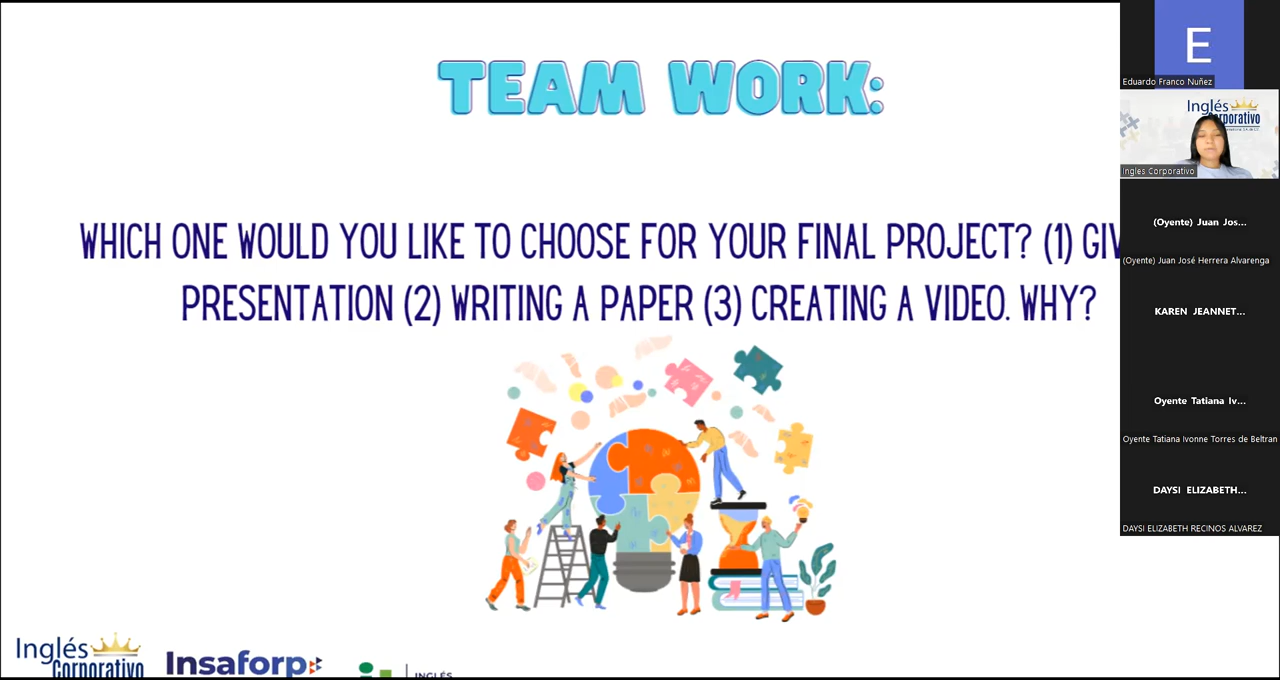 TEAM WORK:
WHICH ONE WOULD YOU LIKE TO CHOOSE FOR YOUR FINAL PROJECT? (1)
PRESENTATION (2) WRITING A PAPER (3) CREATING A VIDEO. WHY?
Inglés
Corporativo
Insaforp
INGLÉS
E
Eduardo Franco Nuñez
Inglés
Corporativo
Ingles Corporativo
(Oyente) Juan Jos...
(Oyente) Juan José Herrera Alvarenga
KAREN JEANNET...
Oyente Tatiana Iv...
Oyente Tatiana Ivonne Torres de Beltran
DAYSI ELIZABETH...
DAYSI ELIZABETH RECINOS ALVAREZ